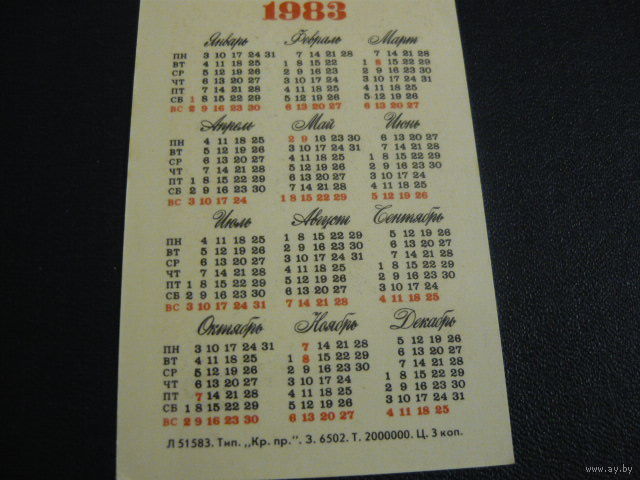 1983
Январь Февраль Март
ПН 3 10 17 24 31 7 14 21 28 7 14 21 28
ВТ 4 11 18 25 1 8 15 22 1 8 15 22 29
СР 5 12 19 26 2 9 16 23 2 9 16 23 30
ЧТ 6 13 20 27 3 10 17 24 3 10 17 24 31
ПТ 7 14 21 28 4 11 18 25 4 11 18 25
СБ 1 8 15 22 29 5 12 19 26 5 12 19 26
ВС 2 9 16 23 30 6 13 20 27 6 13 20 27
Апрель Май Июнь
ПН 4 11 18 25 2 9 16 23 30 6 13 20 27
ВТ 5 12 19 26 3 10 17 24 31 7 14 21 28
СР 6 13 20 27 4 11 18 25 1 8 15 22 29
ЧТ 7 14 21 28 5 12 19 26 2 9 16 23 30
ПТ 1 8 15 22 29 6 13 20 27 3 10 17 24
СБ 2 9 16 23 30 7 14 21 28 4 11 18 25
ВС 3 10 17 24 1 8 15 22 29 5 12 19 26
Июль Август Сентябрь
ПН 4 11 18 25 1 8 15 22 29 5 12 19 26
ВТ 5 12 19 26 2 9 16 23 30 6 13 20 27
СР 6 13 20 27 3 10 17 24 31 7 14 21 28
ЧТ 7 14 21 28 4 11 18 25 1 8 15 22 29
ПТ 1 8 15 22 29 5 12 19 26 2 9 16 23 30
СБ 2 9 16 23 30 6 13 20 27 3 10 17 24
ВС 3 10 17 24 31 7 14 21 28 4 11 18 25
Октябрь Ноябрь Декабрь
ПН 3 10 17 24 31 7 14 21 28 5 12 19 26
ВТ 4 11 18 25 1 8 15 22 29 6 13 20 27
СР 5 12 19 26 2 9 16 23 30 7 14 21 28
ЧТ 6 13 20 27 3 10 17 24 1 8 15 22 29
ПТ 7 14 21 28 4 11 18 25 2 9 16 23 30
СБ 1 8 15 22 29 5 12 19 26 3 10 17 24 31
ВС 2 9 16 23 30 6 13 20 27 4 11 18 25
Л 51583. Тип. „Кр. пр.". З. 6502. Т. 2000000. Ц. 3 коп.
www.ay.by